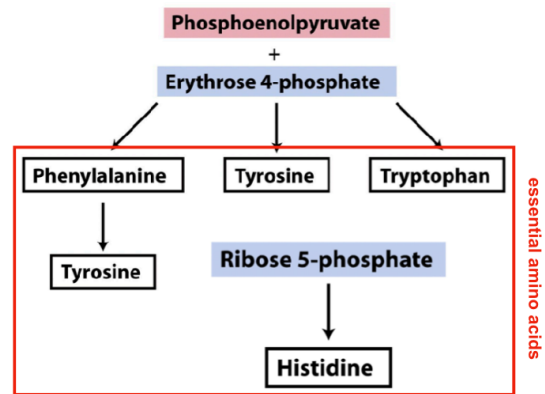 Phosphoenolpyruvate
+
Erythrose 4-phosphate
Phenylalanine
Tyrosine
Tryptophan
Tyrosine
Ribose 5-phosphate
Histidine
essential amino acids